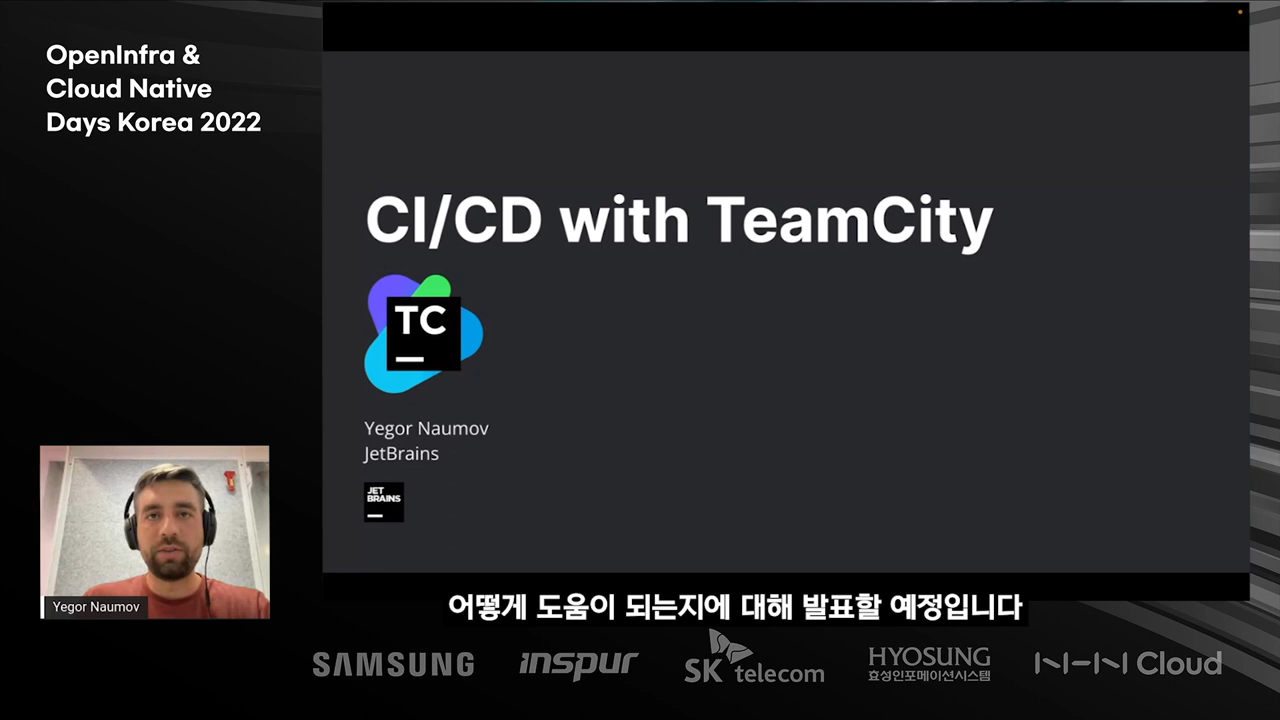 OpenInfra &
Cloud Native
Days Korea 2022
CI/CD with TeamCity
TC
Yegor Naumov
JetBrains
JET
BRAINS
Yegor Naumov
어떻게 도움이 되는지에 대해 발표할 예정입니다
SAMSUNG
inspur
SK telecom
HYOSUNG
효성인포메이션시스템
NHN Cloud